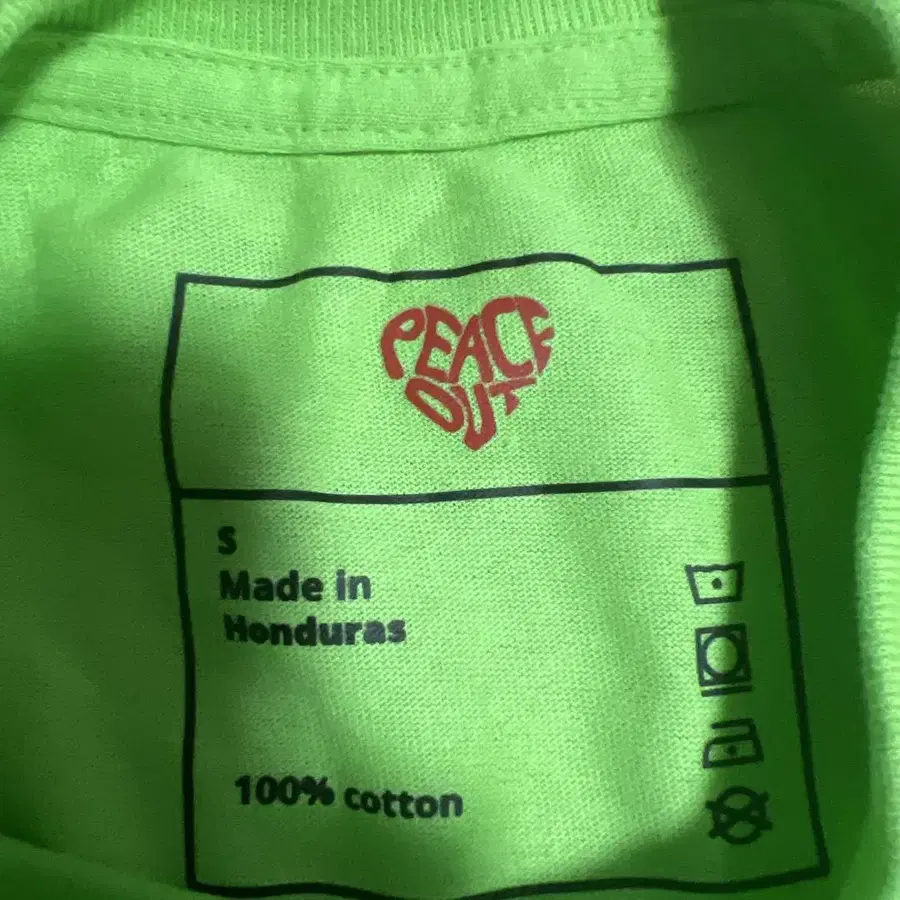 PEACE
OUT
S
Made in
Honduras
100% cotton